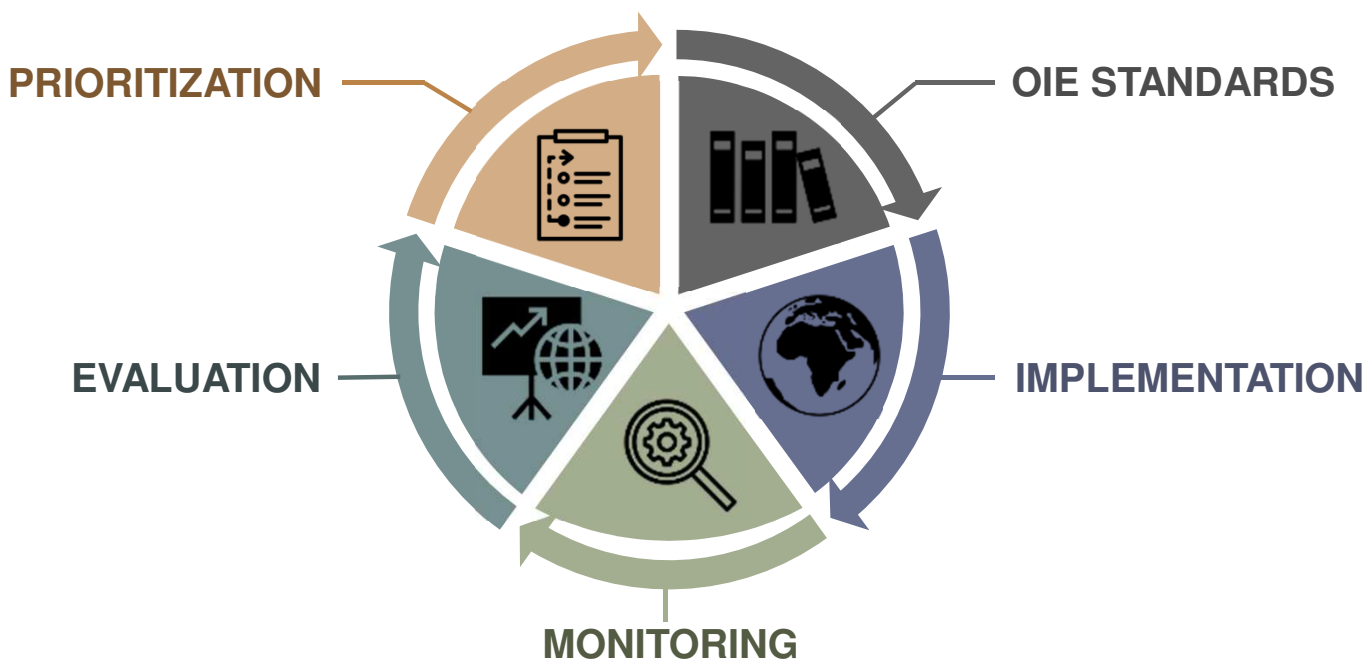 PRIORITIZATION
OIE STANDARDS
EVALUATION
IMPLEMENTATION
MONITORING